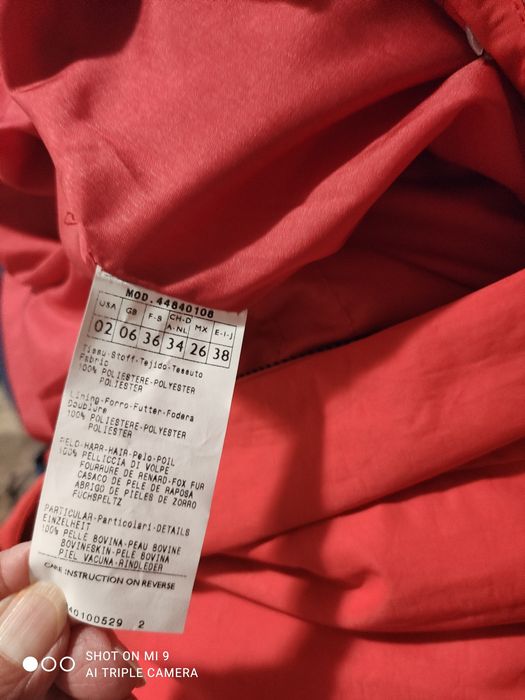 MOD. 44840108
USA GB F-B CH-D A-NL MX E-I-J
02 06 36 34 26 38
Tissu-Stoff-Tejido-Tessuto
Fabric
100% POLIESTERE-POLYESTER
POLIESTER
Lining-Forro-Futter-Fodera
Doublure
100% POLIESTERE-POLYESTER
POLIESTER
PELO-HAAR-HAIR-Pelo-POIL
100% PELLICCIA DI VOLPE
FOURRURE DE RENARD-FOX FUR
CASACO DE PELE DE RAPOSA
ABRIGO DE PIELES DE ZORRO
FUCHSPELTZ
PARTICULAR-Particolari-DETAILS
EINZELHEIT
100% PELLE BOVINA-PEAU BOVINE
BOVINESKIN-PELE BOVINA
PIEL VACUNA-RINDLEDER
CARE INSTRUCTION ON REVERSE
40100529 2
SHOT ON MI 9
AI TRIPLE CAMERA